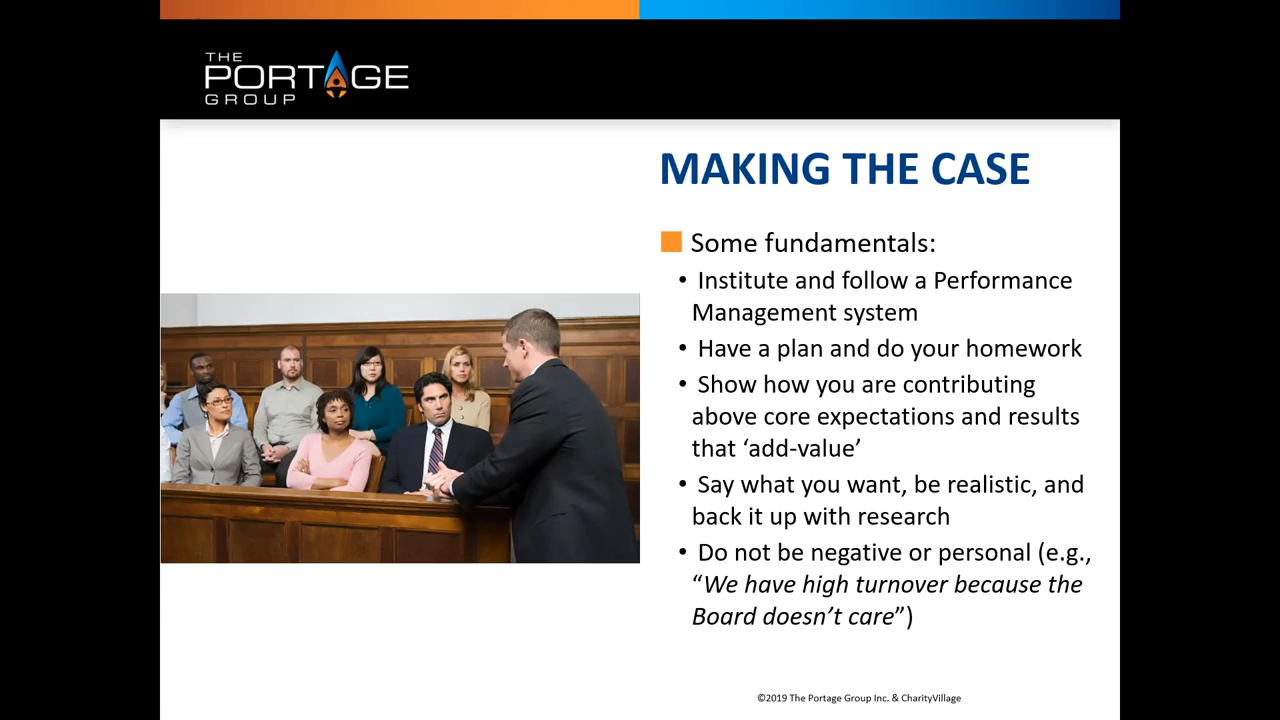 THE
PORTAGE
GROUP
MAKING THE CASE
Some fundamentals:
• Institute and follow a Performance
Management system
• Have a plan and do your homework
• Show how you are contributing
above core expectations and results
that ‘add-value’
• Say what you want, be realistic, and
back it up with research
• Do not be negative or personal (e.g.,
“We have high turnover because the
Board doesn’t care”)
©2019 The Portage Group Inc. & CharityVillage